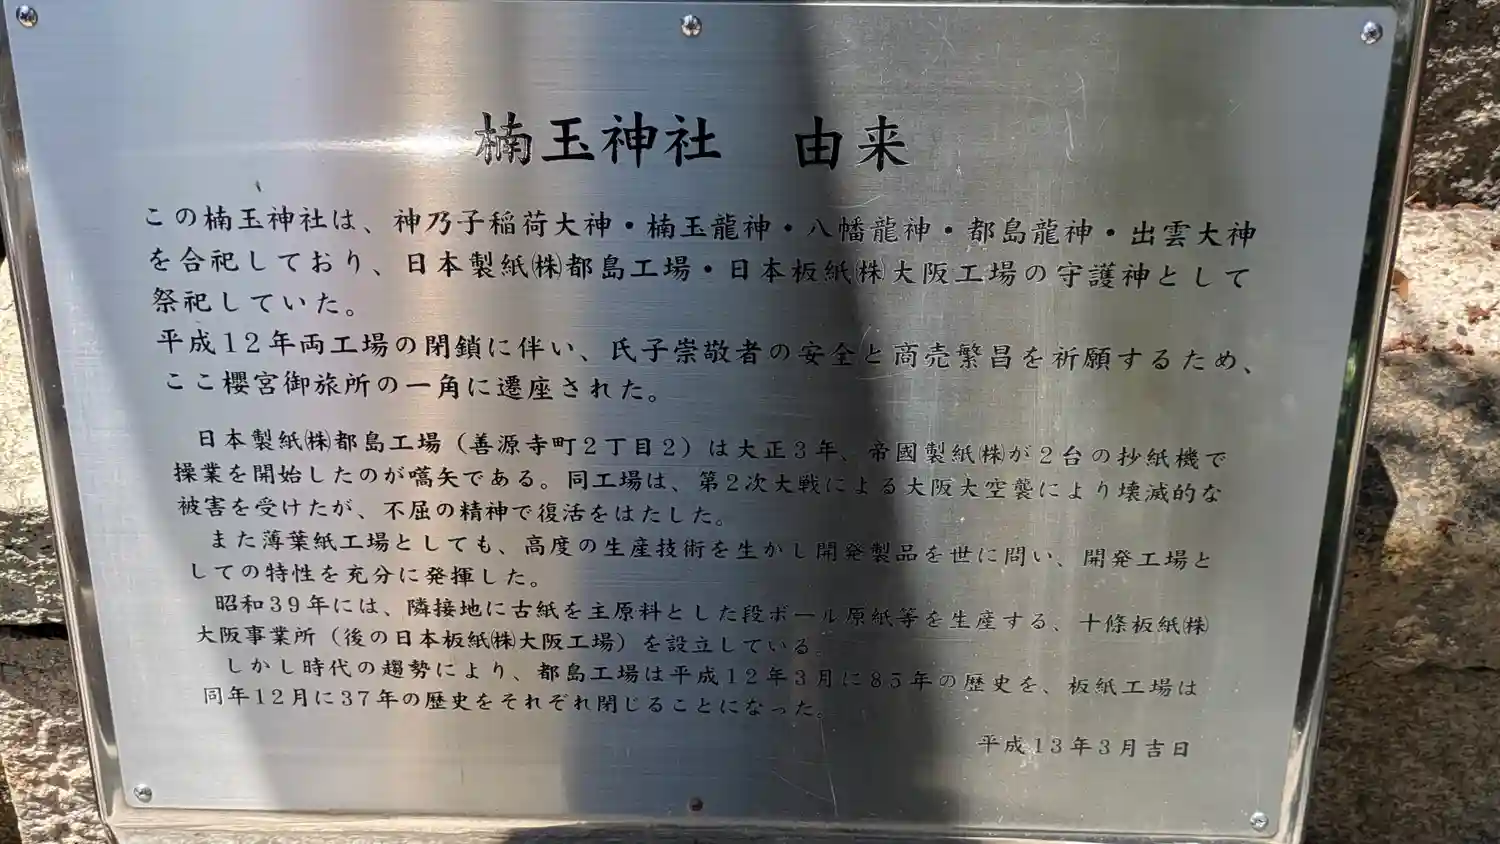 楠玉神社 由来
この楠玉神社は、神乃子稲荷大神・楠玉龍神・八幡龍神・都島龍神・出雲大神
を合祀しており、日本製紙㈱都島工場・日本板紙㈱大阪工場の守護神として
祭祀していた。
平成12年両工場の閉鎖に伴い、氏子崇敬者の安全と商売繁昌を祈願するため、
ここ櫻宮御旅所の一角に遷座された。
日本製紙㈱都島工場（善源寺町2丁目2）は大正3年、帝國製紙㈱が2台の抄紙機で
操業を開始したのが嚆矢である。同工場は、第2次大戦による大阪大空襲により壊滅的な
被害を受けたが、不屈の精神で復活をはたした。
また薄葉紙工場としても、高度の生産技術を生かし開発製品を世に問い、開発工場と
しての特性を充分に発揮した。
昭和39年には、隣接地に古紙を主原料とした段ボール原紙等を生産する、十條板紙㈱
大阪事業所（後の日本板紙㈱大阪工場）を設立している。
しかし時代の趨勢により、都島工場は平成12年3月に85年の歴史を、板紙工場は
同年12月に37年の歴史をそれぞれ閉じることになった。
平成13年3月吉日